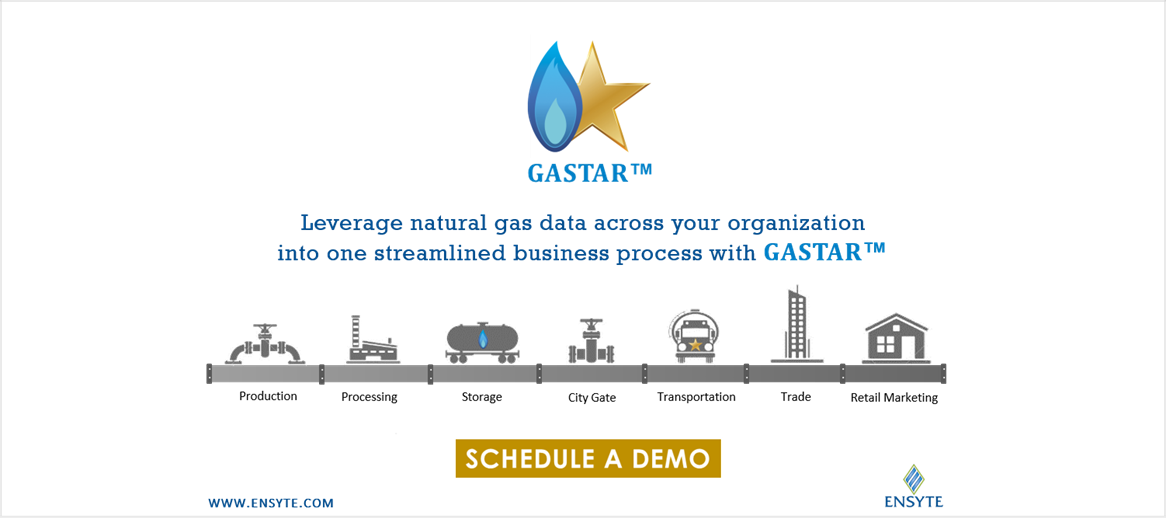 GASTAR™
Leverage natural gas data across your organization
into one streamlined business process with GASTAR™
Production
Processing
Storage
City Gate
Transportation
Trade
Retail Marketing
SCHEDULE A DEMO
WWW.ENSYTE.COM
ENSYTE